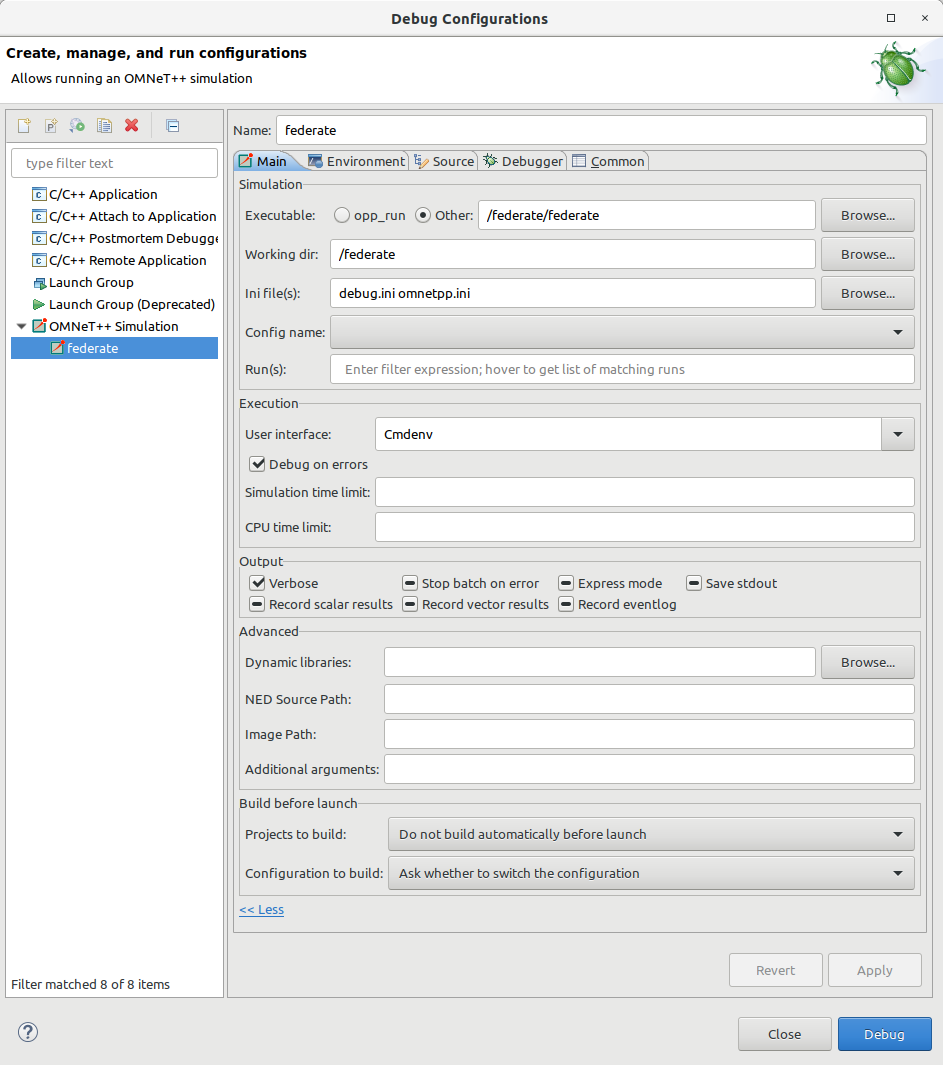 Debug Configurations
Create, manage, and run configurations
Allows running an OMNeT++ simulation
type filter text
C/C++ Application
C/C++ Attach to Application
C/C++ Postmortem Debugge
C/C++ Remote Application
Launch Group
Launch Group (Deprecated)
OMNeT++ Simulation
federate
Filter matched 8 of 8 items
Name: federate
Main Environment Source Debugger Common
Simulation
Executable: opp_run Other: /federate/federate Browse...
Working dir: /federate Browse...
Ini file(s): debug.ini omnetpp.ini Browse...
Config name:
Run(s): Enter filter expression; hover to get list of matching runs
Execution
User interface: Cmdenv
Debug on errors
Simulation time limit:
CPU time limit:
Output
Verbose Stop batch on error Express mode Save stdout
Record scalar results Record vector results Record eventlog
Advanced
Dynamic libraries: Browse...
NED Source Path:
Image Path:
Additional arguments:
Build before launch
Projects to build: Do not build automatically before launch
Configuration to build: Ask whether to switch the configuration
<< Less
Revert Apply
Close Debug